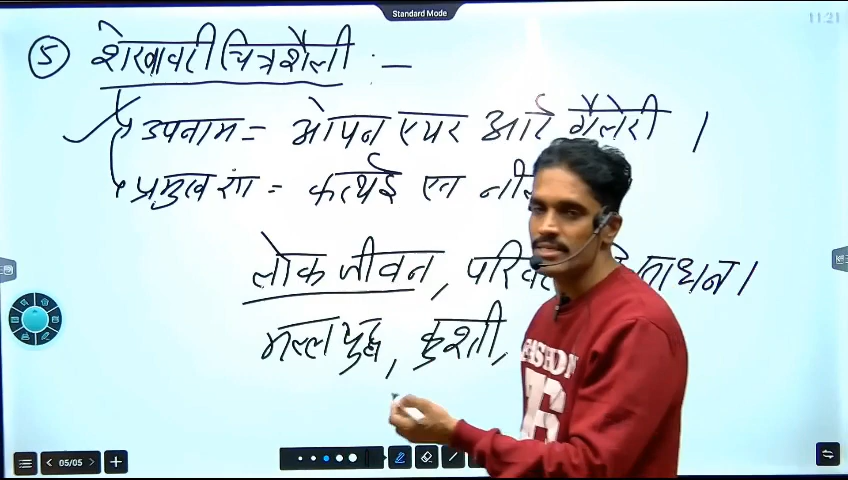 Standard Mode
11:21
⑤ शेखावटी चित्रशैली :-
उपनाम = ओपन एयर आर्ट गैलेरी ।
प्रमुख रंग = कत्थई एव
लोक जीवन,
मल्लयुद्ध, कुश्ती,
05/05